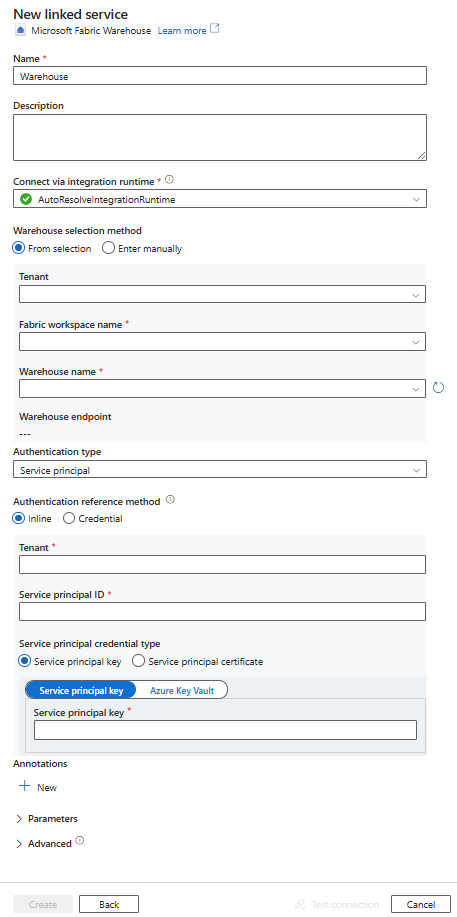 New linked service
Microsoft Fabric Warehouse Learn more
Name *
Warehouse
Description
Connect via integration runtime *
AutoResolveIntegrationRuntime
Warehouse selection method
From selection Enter manually
Tenant
Fabric workspace name *
Warehouse name *
Warehouse endpoint
---
Authentication type
Service principal
Authentication reference method
Inline Credential
Tenant *
Service principal ID *
Service principal credential type
Service principal key Service principal certificate
Service principal key Azure Key Vault
Service principal key *
Annotations
New
Parameters
Advanced
Create Back Test connection Cancel